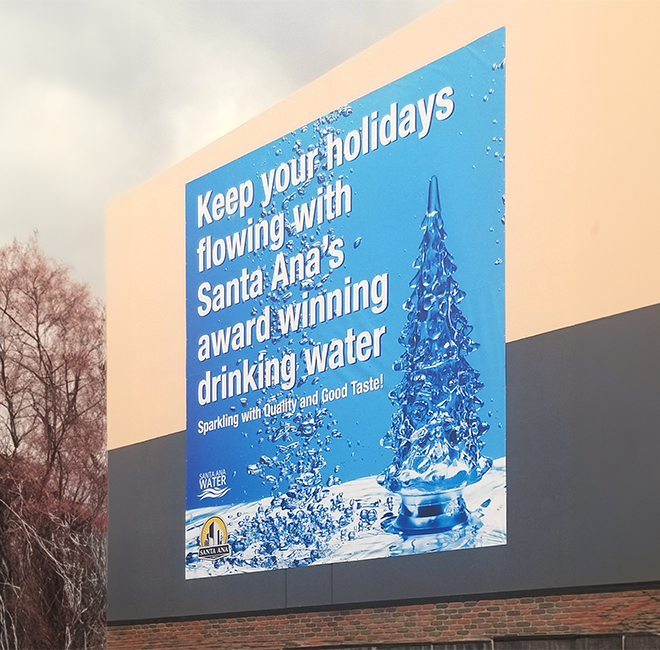 Keep your holidays
flowing with
Santa Ana's
award winning
drinking water
Sparkling with Quality and Good Taste!
SANTA ANA
WATER
SANTA ANA